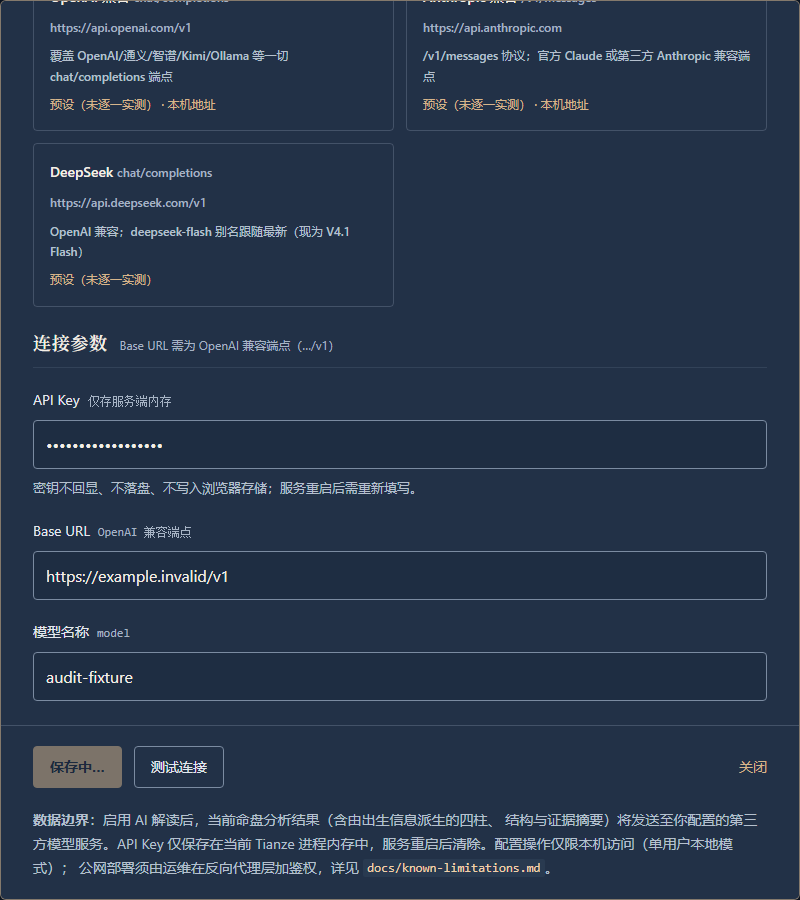 https://api.openai.com/v1
覆盖 OpenAI/通义/智谱/Kimi/Ollama 等一切
chat/completions 端点
预设（未逐一实测） · 本机地址
https://api.anthropic.com
/v1/messages 协议；官方 Claude 或第三方 Anthropic 兼容端
点
预设（未逐一实测） · 本机地址
DeepSeek chat/completions
https://api.deepseek.com/v1
OpenAI 兼容；deepseek-flash 别名跟随最新（现为 V4.1
Flash）
预设（未逐一实测）
连接参数 Base URL 需为 OpenAI 兼容端点（.../v1）
API Key 仅存服务端内存
••••••••••••••••••
密钥不回显、不落盘、不写入浏览器存储；服务重启后需重新填写。
Base URL OpenAI 兼容端点
https://example.invalid/v1
模型名称 model
audit-fixture
保存中... 测试连接 关闭
数据边界：启用 AI 解读后，当前命盘分析结果（含由出生信息派生的四柱、 结构与证据摘要）将发送至你配置的第三
方模型服务。API Key 仅保存在当前 Tianze 进程内存中，服务重启后清除。配置操作仅限本机访问（单用户本地模
式）； 公网部署须由运维在反向代理层加鉴权，详见 docs/known-limitations.md 。